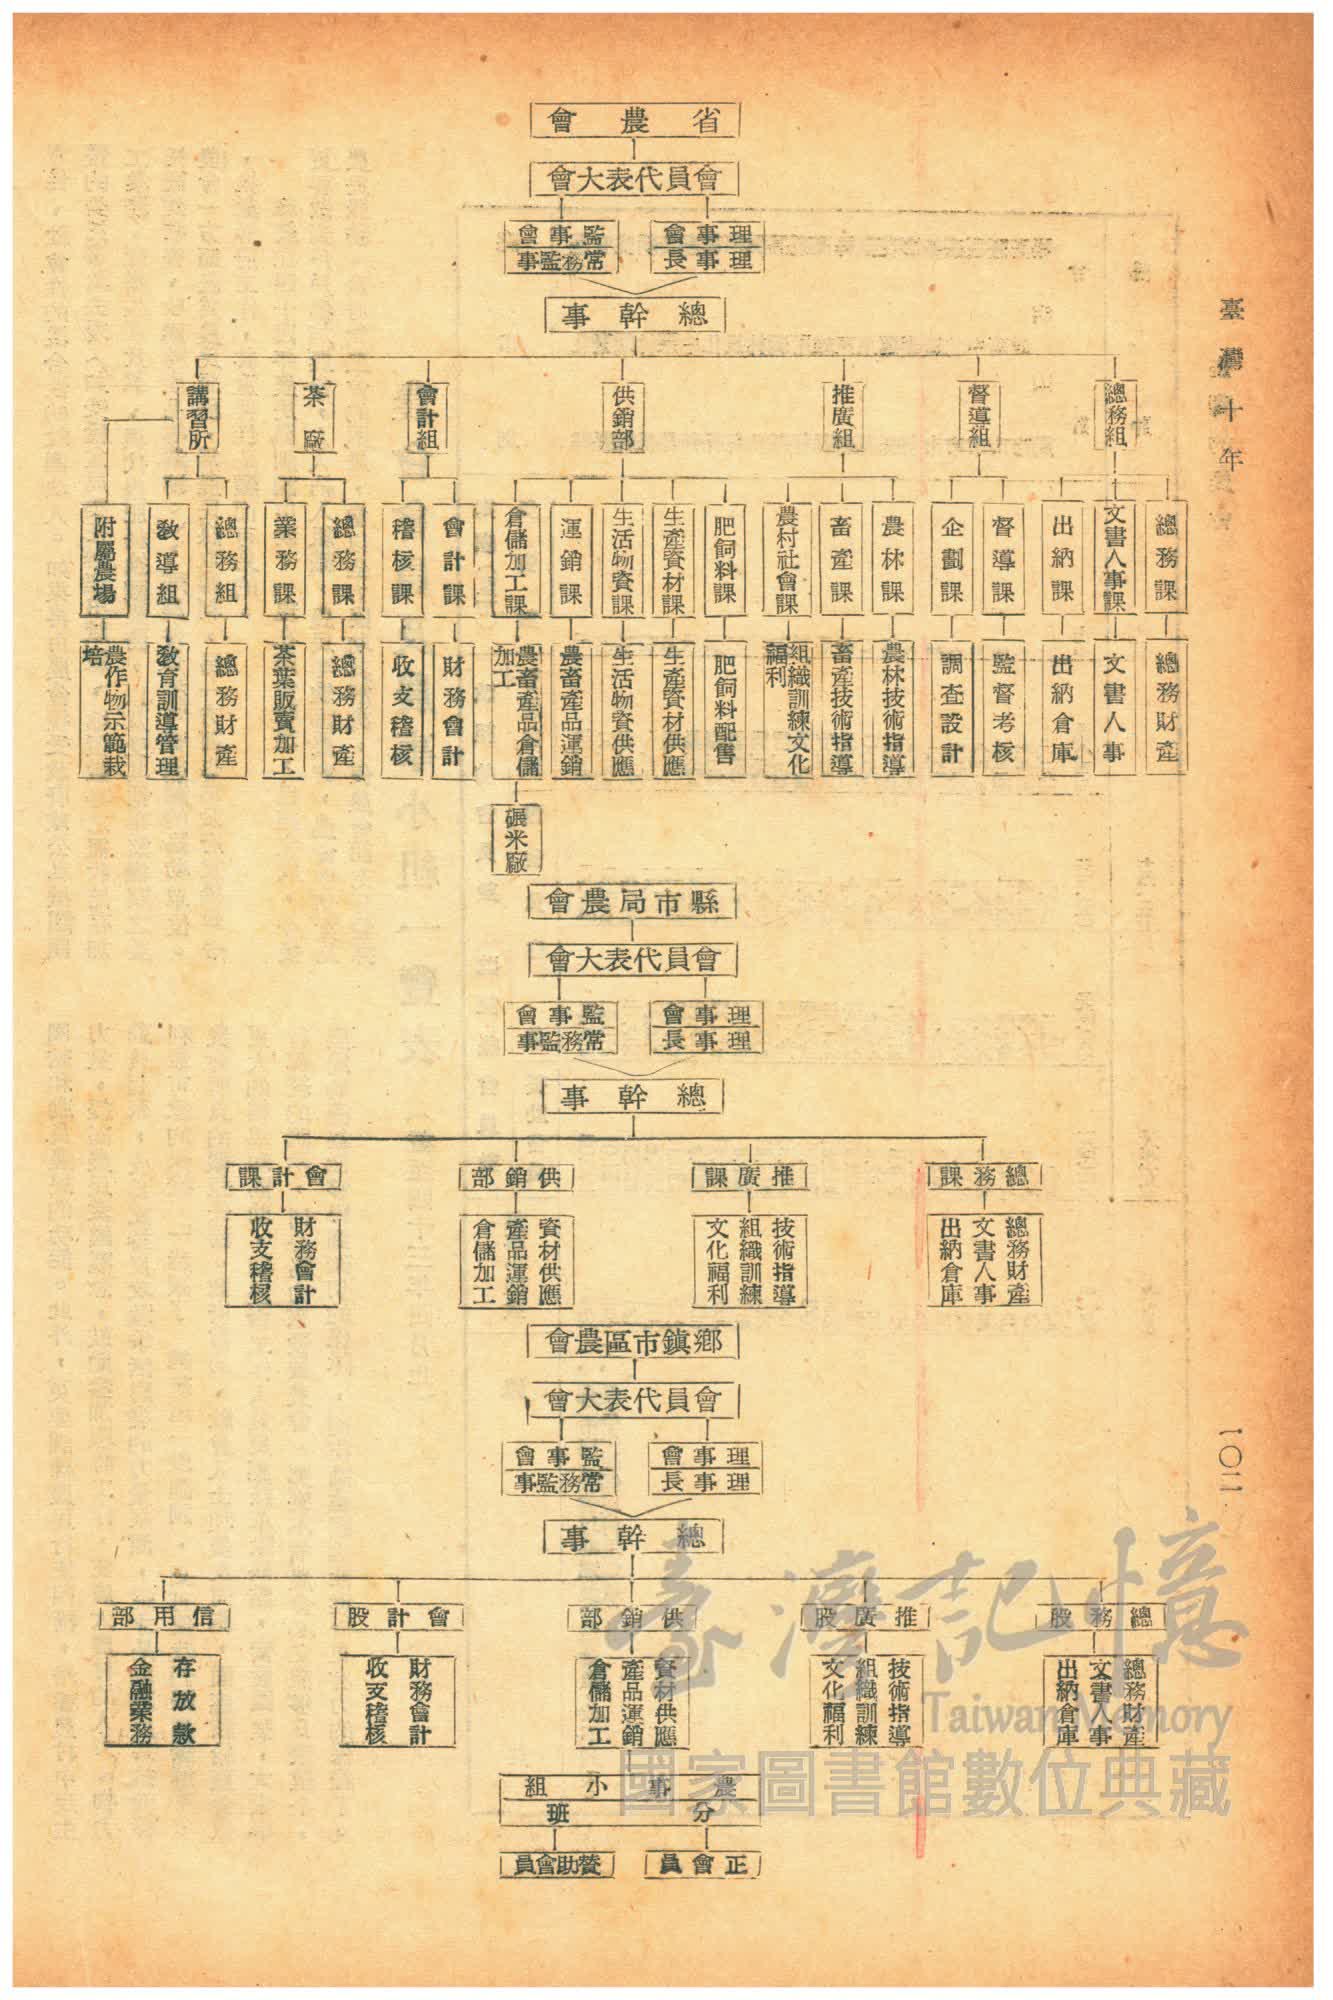 臺灣十年
一〇二
省農會
會員代表大會
理事會
理事長
監事會
常務監事
總幹事
總務組
督導組
推廣組
供銷部
會計組
茶廠
講習所
總務課
文書人事課
出納課
督導課
企劃課
農林課
畜產課
農村社會課
肥飼料課
生產資材課
生活物資課
運銷課
倉儲加工課
會計課
稽核課
總務課
業務課
總務組
敎導組
附屬農場
總務財產
文書人事
出納倉庫
監督考核
調查設計
農林技術指導
畜產技術指導
組織訓練文化
福利
肥飼料配售
生產資材供應
生活物資供應
農畜產品運銷
農畜產品倉儲
加工
財務會計
收支稽核
總務財產
茶葉販賣加工
總務財產
敎育訓導管理
農作物示範栽
培
碾米廠
縣市局農會
會員代表大會
理事會
理事長
監事會
常務監事
總幹事
總務課
推廣課
供銷部
會計課
總務財產
文書人事
出納倉庫
技術指導
組織訓練
文化福利
資材供應
產品運銷
倉儲加工
財務會計
收支稽核
鄉鎮市區農會
會員代表大會
理事會
理事長
監事會
常務監事
總幹事
總務股
推廣股
供銷部
會計股
信用部
總務財產
文書人事
出納倉庫
技術指導
組織訓練
文化福利
資材供應
產品運銷
倉儲加工
財務會計
收支稽核
存放款
金融業務
農事小組
分班
正會員
贊助會員
臺灣記憶
Taiwan Memory
國家圖書館數位典藏